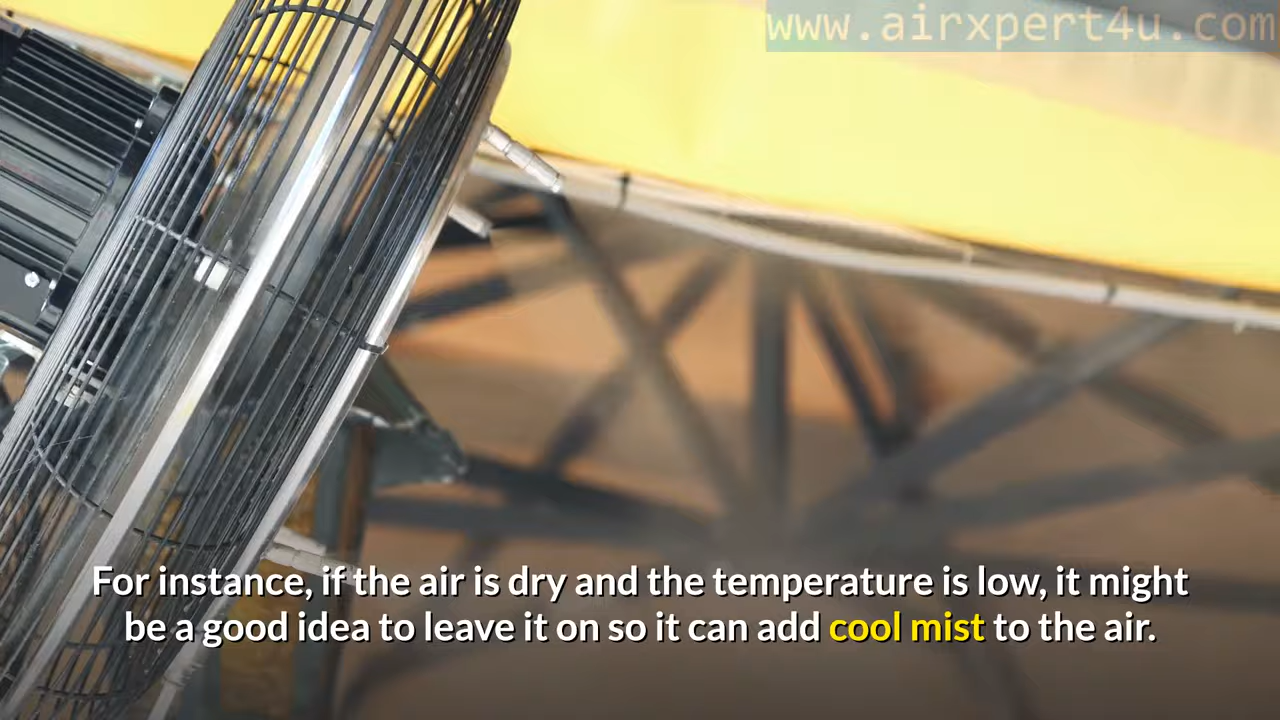 www.airxpert4u.com
For instance, if the air is dry and the temperature is low, it might
be a good idea to leave it on so it can add cool mist to the air.